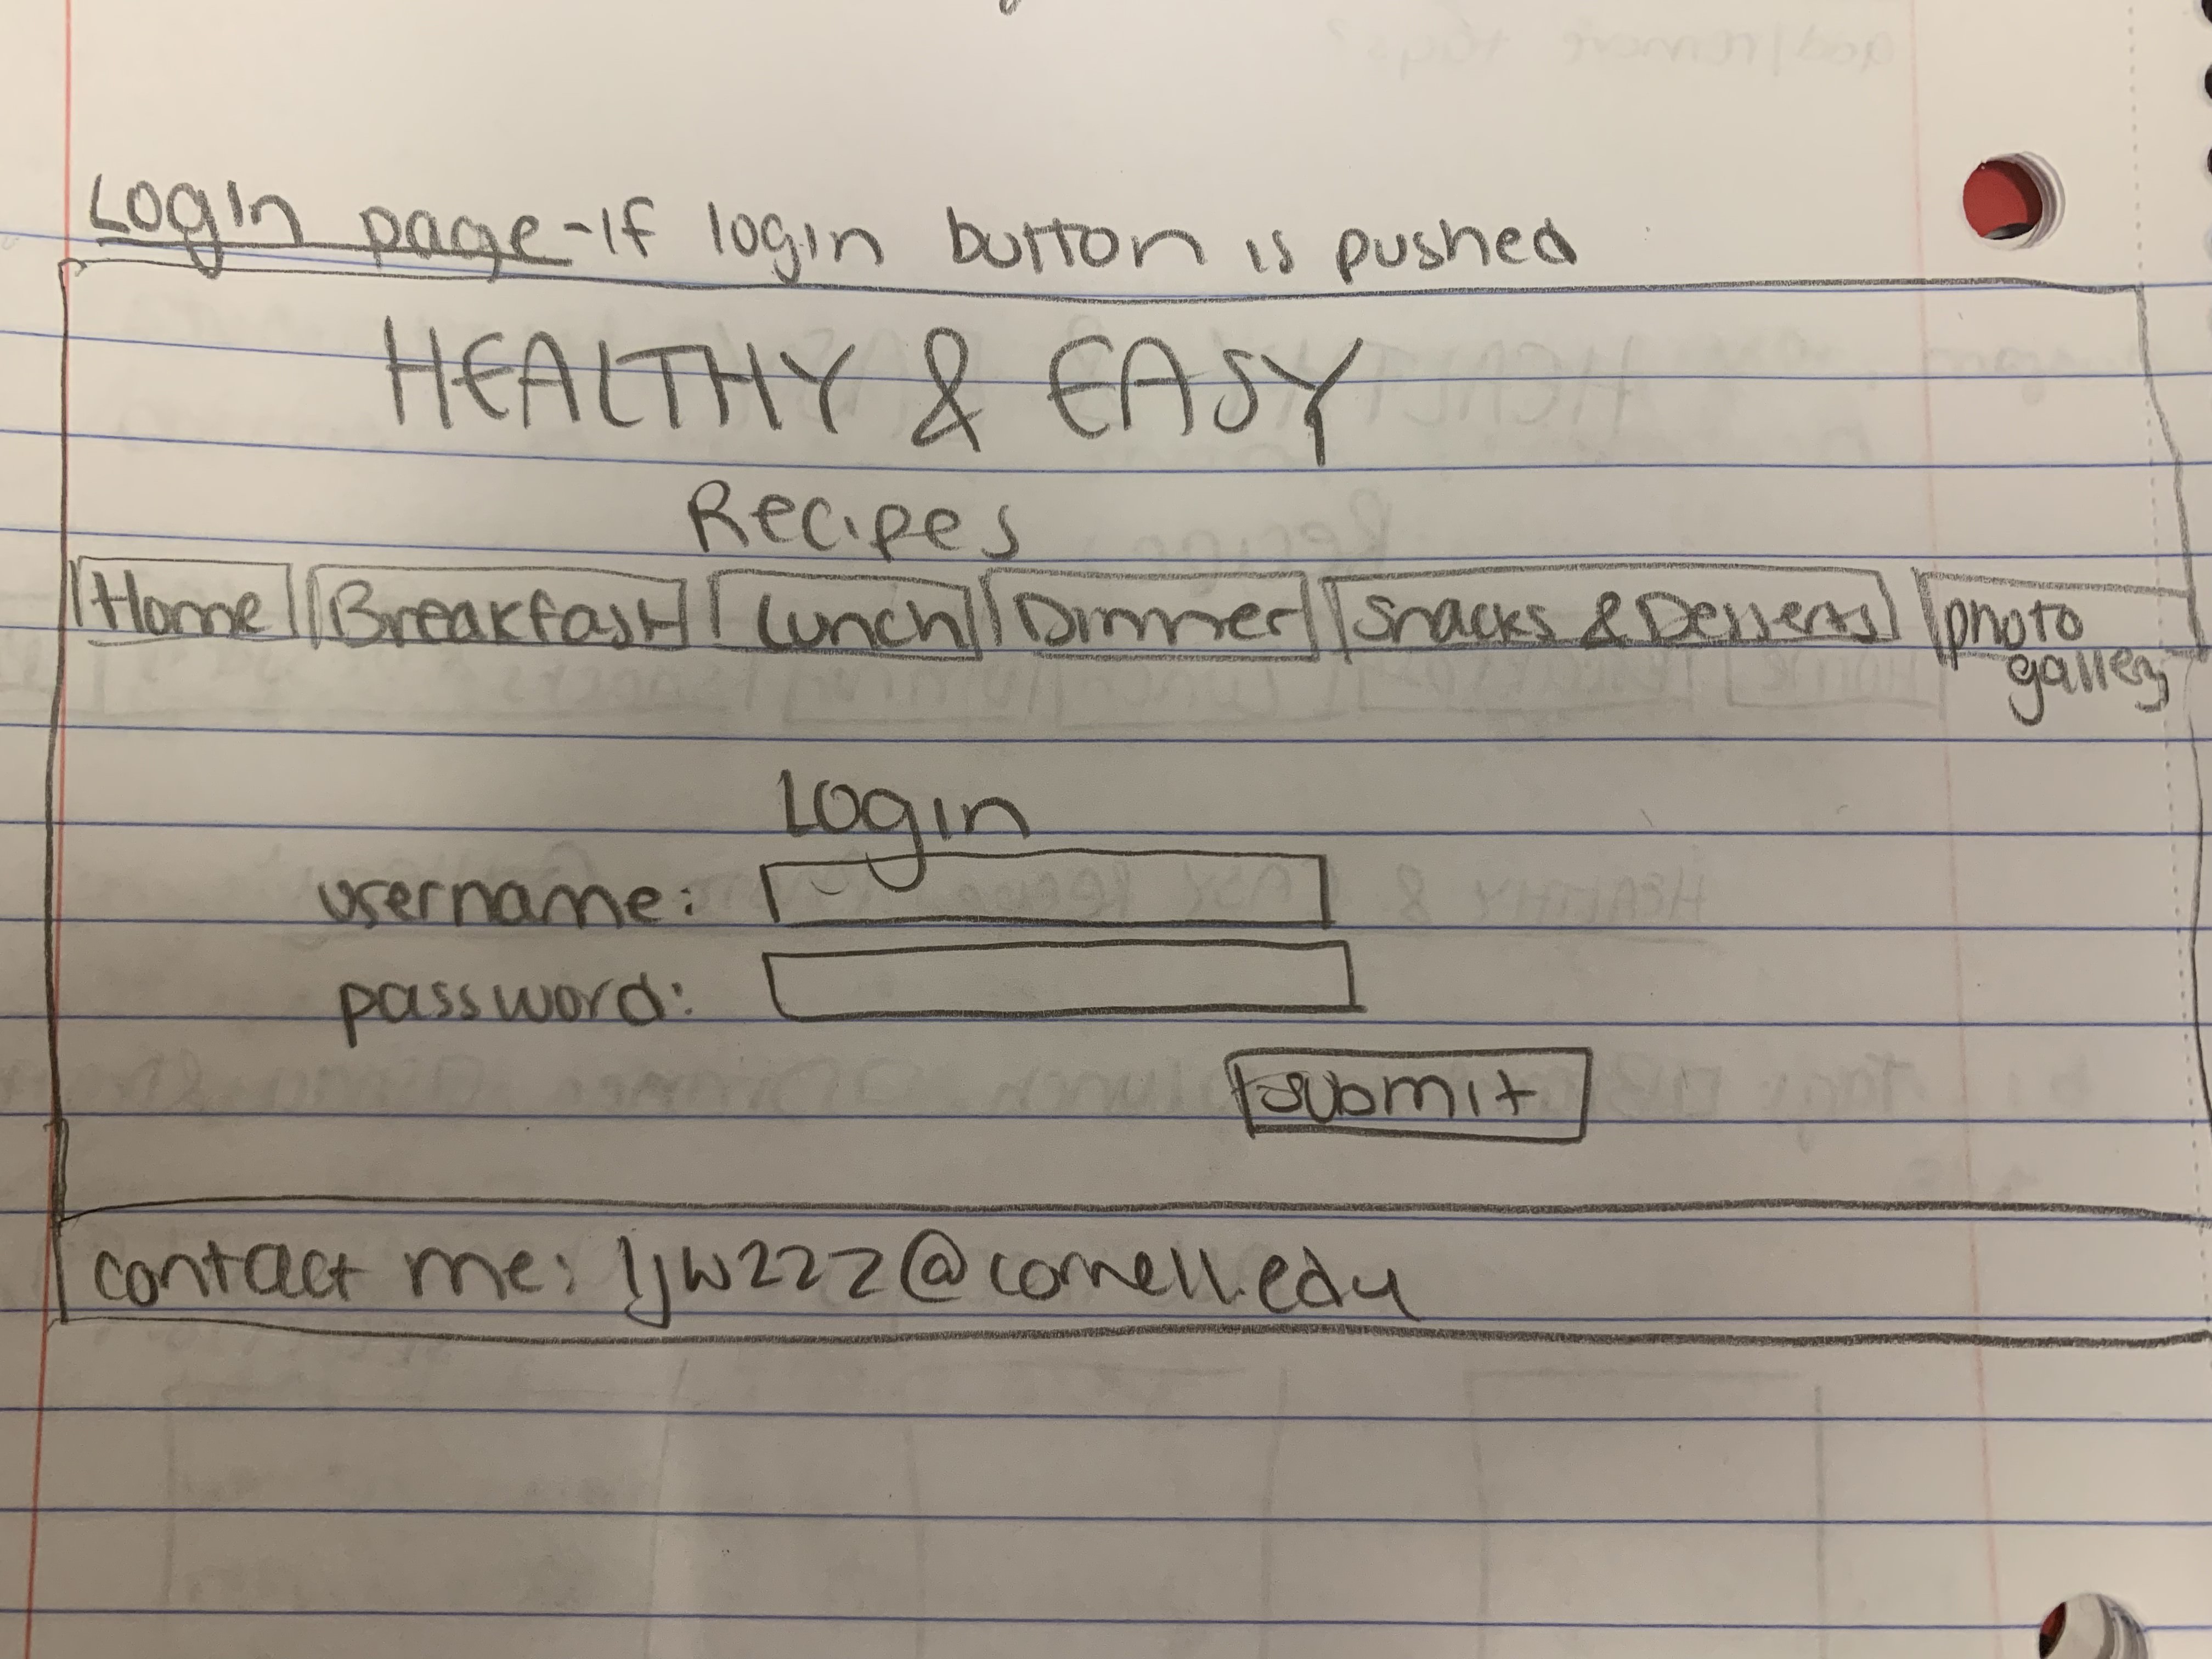 Login page-If login button is pushed
HEALTHY & EASY
Recipes
Home Breakfast Lunch Dinner Snacks & Desserts photo gallery
Login
username:
password:
submit
contact me: ljw222@cornell.edu